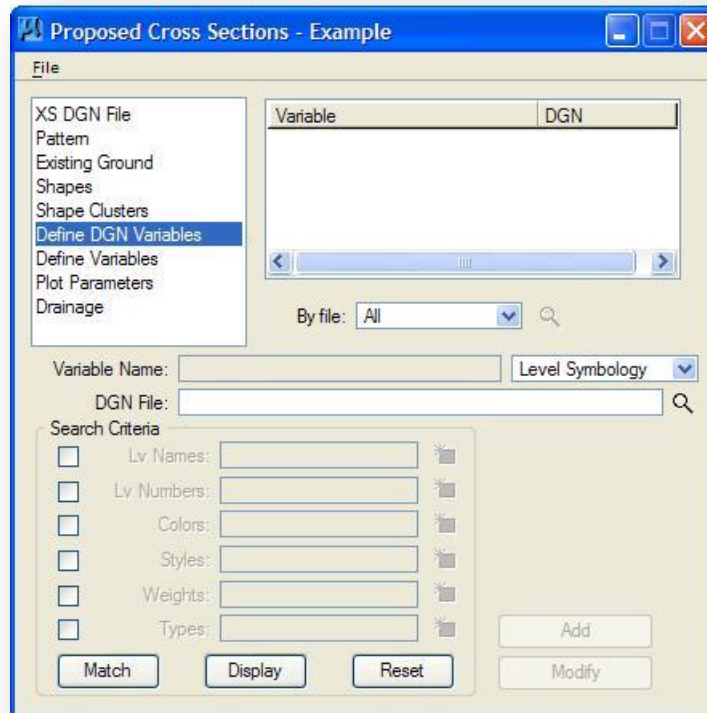 Proposed Cross Sections - Example
File
XS DGN File
Pattern
Existing Ground
Shapes
Shape Clusters
Define DGN Variables
Define Variables
Plot Parameters
Drainage
Variable DGN
By file: All
Variable Name: Level Symbology
DGN File:
Search Criteria
Lv Names:
Lv Numbers:
Colors:
Styles:
Weights:
Types:
Match Display Reset
Add
Modify